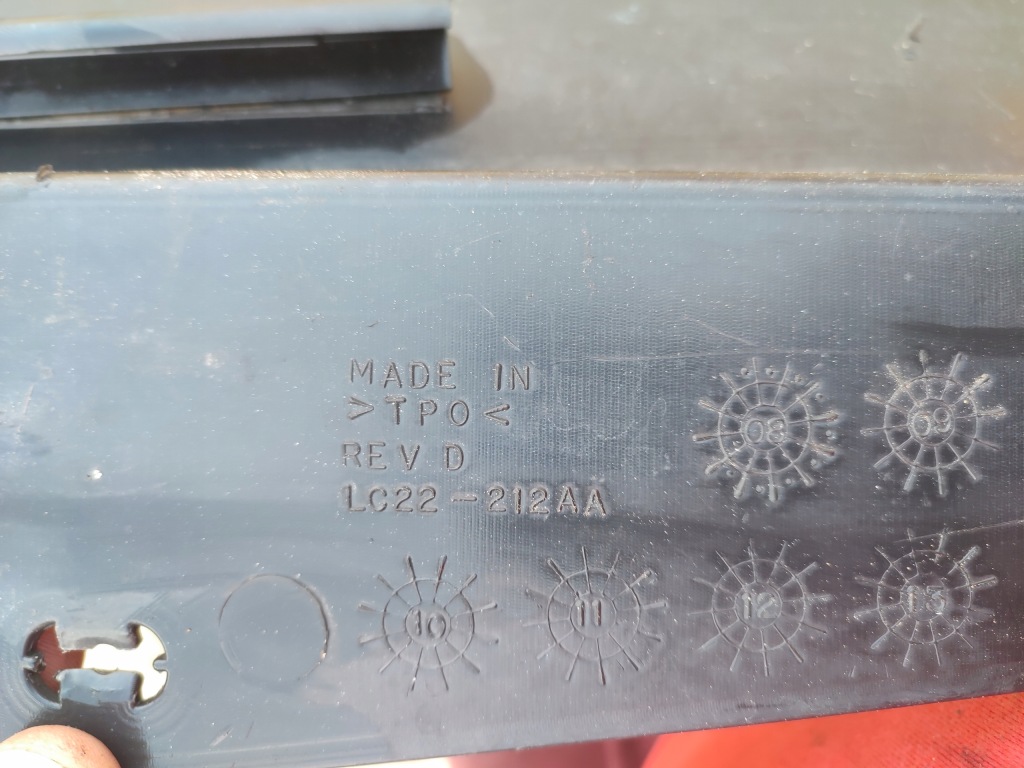 MADE IN
>TPO<
REV D
LC22-212AA
08 09
10 11 12 13